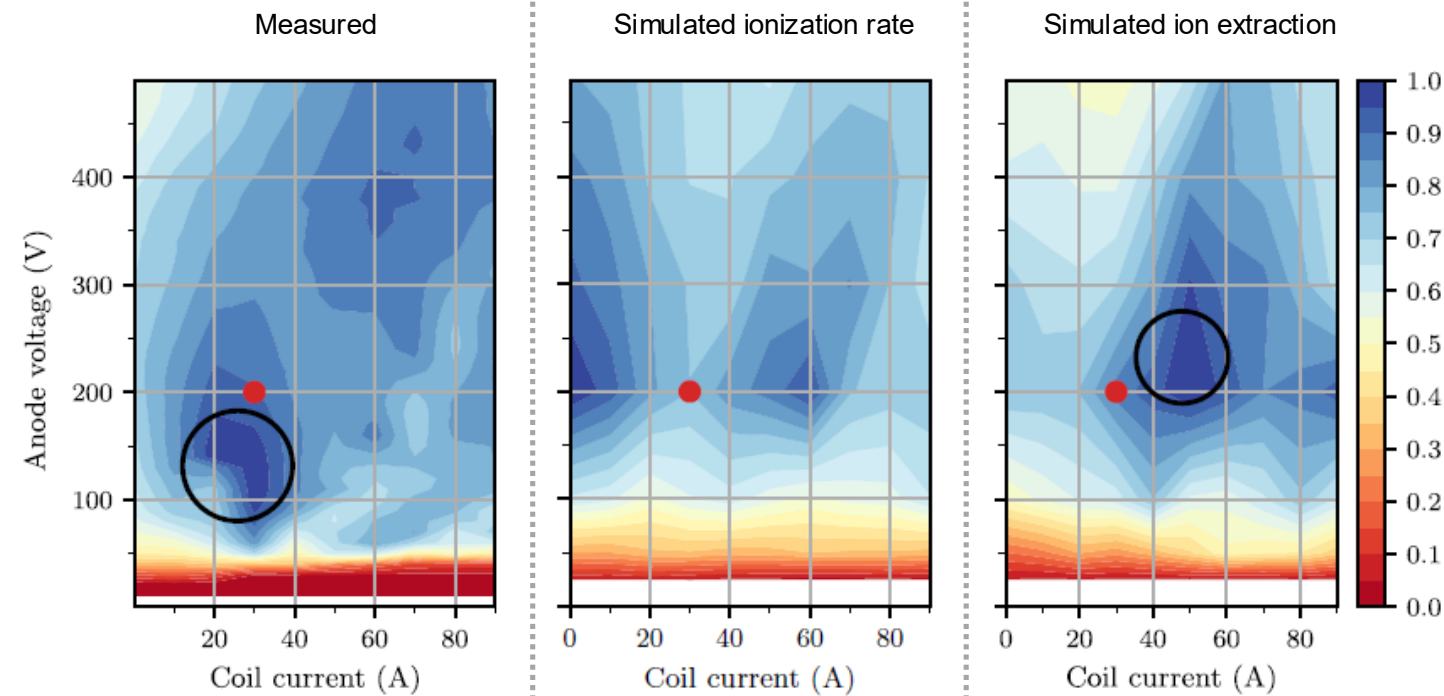 Measured
Simulated ionization rate
Simulated ion extraction
Anode voltage (V)
400
300
200
100
20 40 60 80
Coil current (A)
0 20 40 60 80
Coil current (A)
0 20 40 60 80
Coil current (A)
1.0
0.9
0.8
0.7
0.6
0.5
0.4
0.3
0.2
0.1
0.0